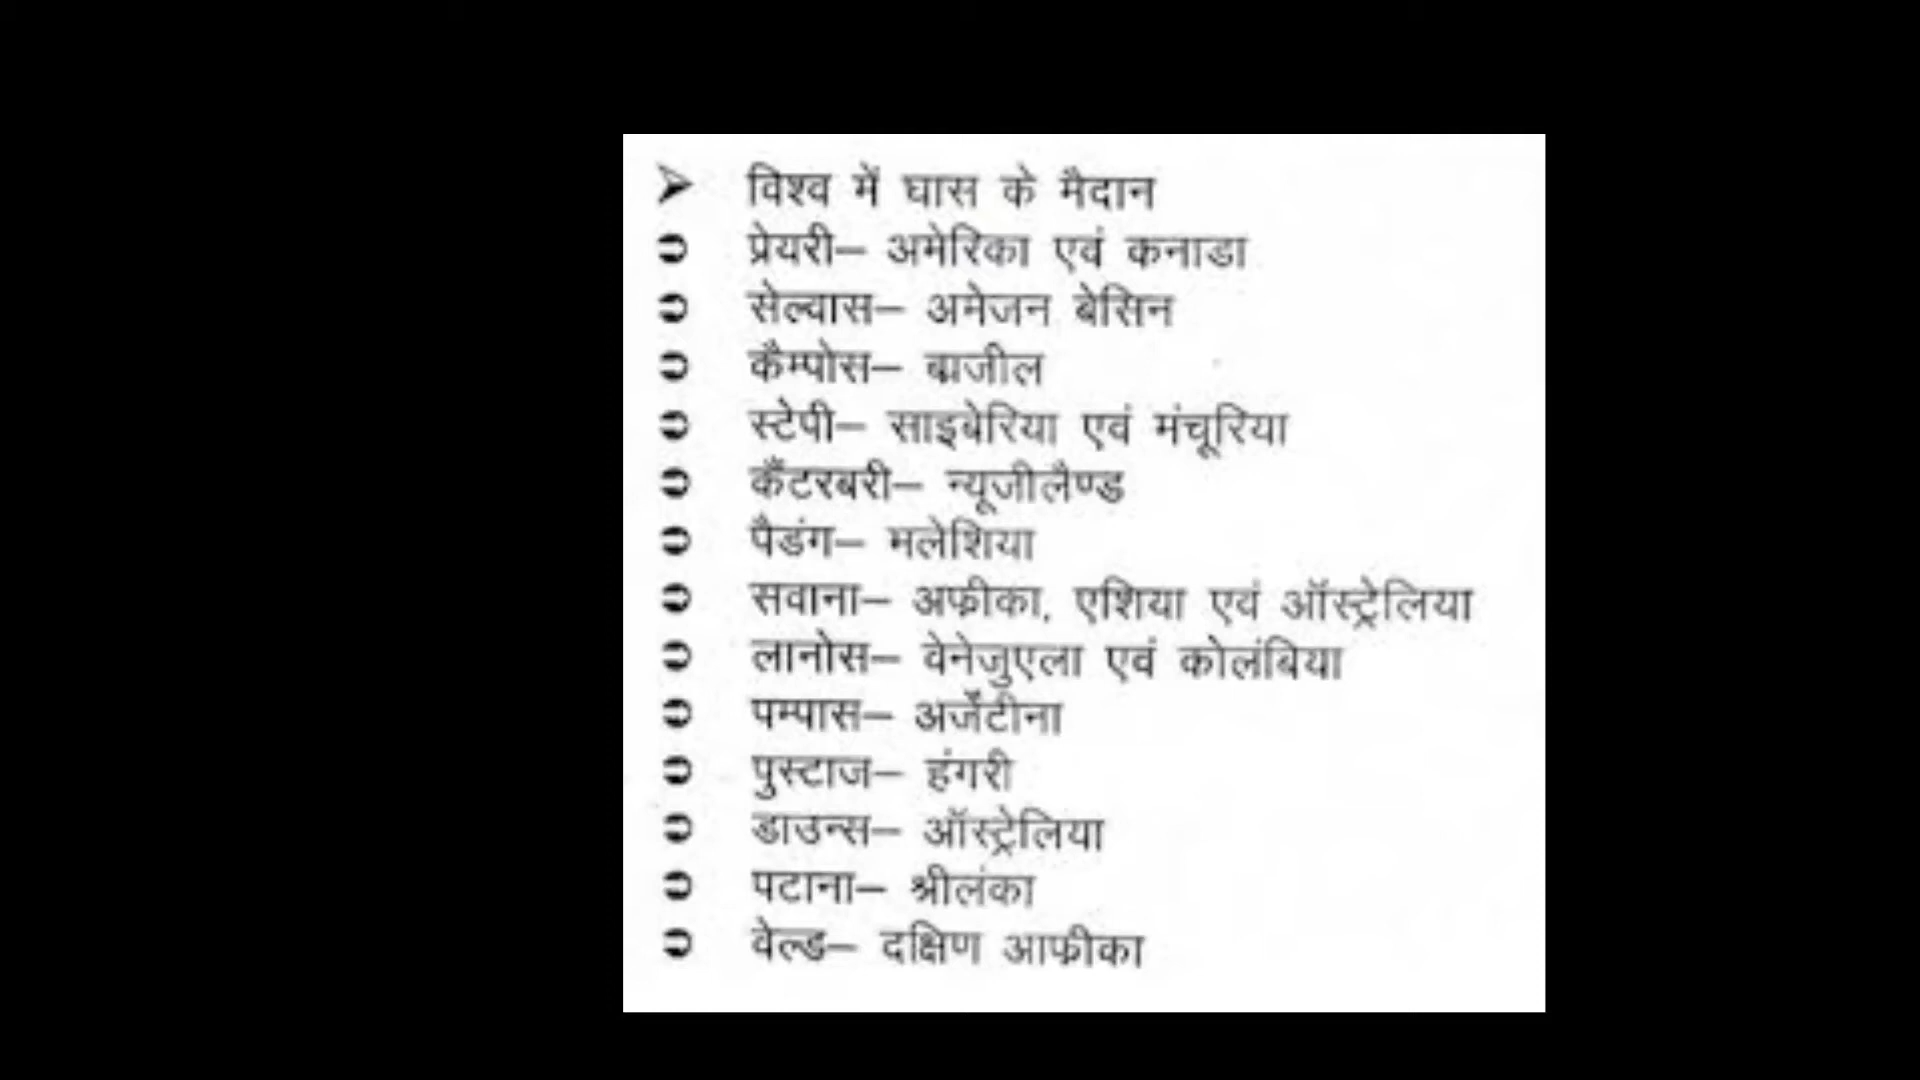 विश्व में घास के मैदान
प्रेयरी– अमेरिका एवं कनाडा
सेल्वास– अमेजन बेसिन
कैम्पोस– ब्राजील
स्टेपी– साइबेरिया एवं मंचूरिया
कैंटरबरी– न्यूजीलैण्ड
पैडंग– मलेशिया
सवाना– अफ्रीका, एशिया एवं ऑस्ट्रेलिया
लानोस– वेनेजुएला एवं कोलंबिया
पम्पास– अर्जेंटीना
पुस्टाज– हंगरी
डाउन्स– ऑस्ट्रेलिया
पटाना– श्रीलंका
वेल्ड– दक्षिण आफ्रीका